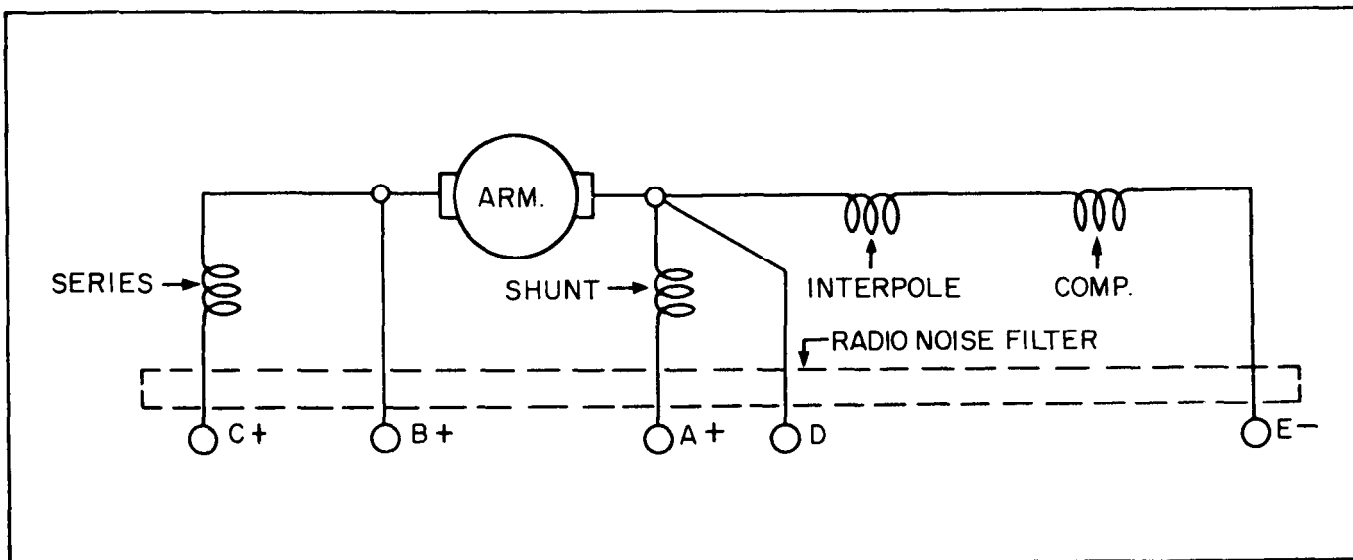 ARM.
SERIES
SHUNT
INTERPOLE
COMP.
RADIO NOISE FILTER
C+
B+
A+
D
E-